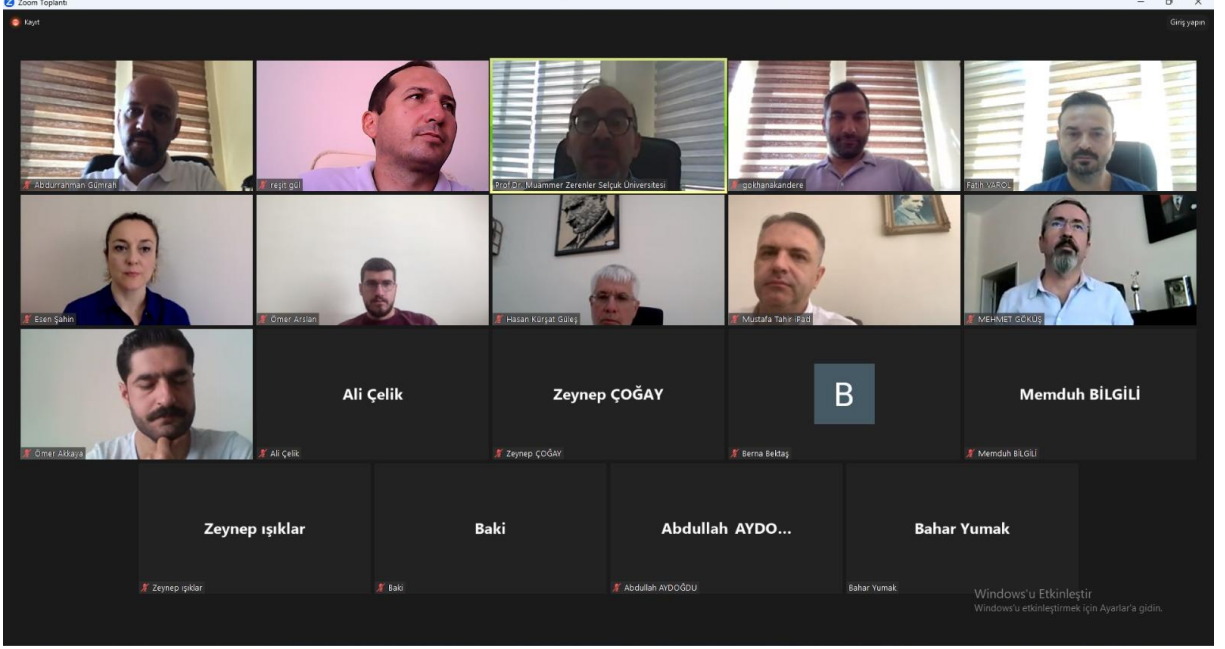 Zoom Toplantı
Kayıt
Giriş yapın
Abdurrahman Gümrah
reşit gül
Prof.Dr. Muammer Zerenler Selçuk Üniversitesi
gokhanakandere
Fatih VAROL
Esen Şahin
Ömer Arslan
Hasan Kürşat Güleş
Mustafa Tahir iPad
MEHMET GÖKÜŞ
Ömer Akkaya
Ali Çelik
Ali Çelik
Zeynep ÇOĞAY
Zeynep ÇOĞAY
B
Berna Bektaş
Memduh BİLGİLİ
Memduh BİLGİLİ
Zeynep ışıklar
Zeynep ışıklar
Baki
Baki
Abdullah AYDO...
Abdullah AYDOĞDU
Bahar Yumak
Bahar Yumak
Windows'u Etkinleştir
Windows'u etkinleştirmek için Ayarlar'a gidin.